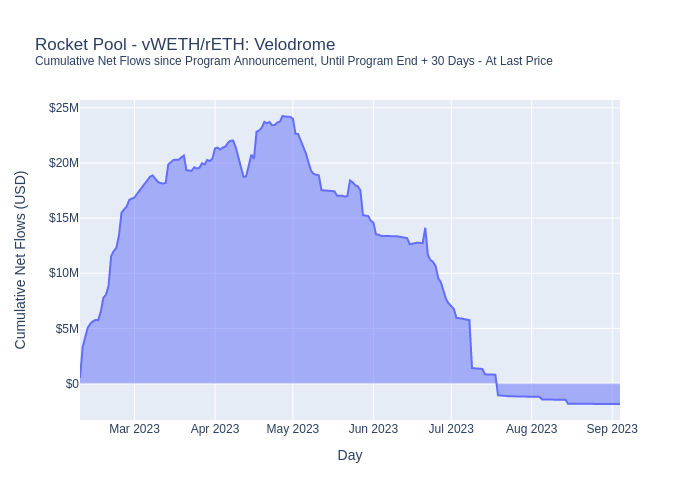 Rocket Pool - vWETH/rETH: Velodrome
Cumulative Net Flows since Program Announcement, Until Program End + 30 Days - At Last Price
Cumulative Net Flows (USD)
$25M
$20M
$15M
$10M
$5M
$0
Mar 2023 Apr 2023 May 2023 Jun 2023 Jul 2023 Aug 2023 Sep 2023
Day